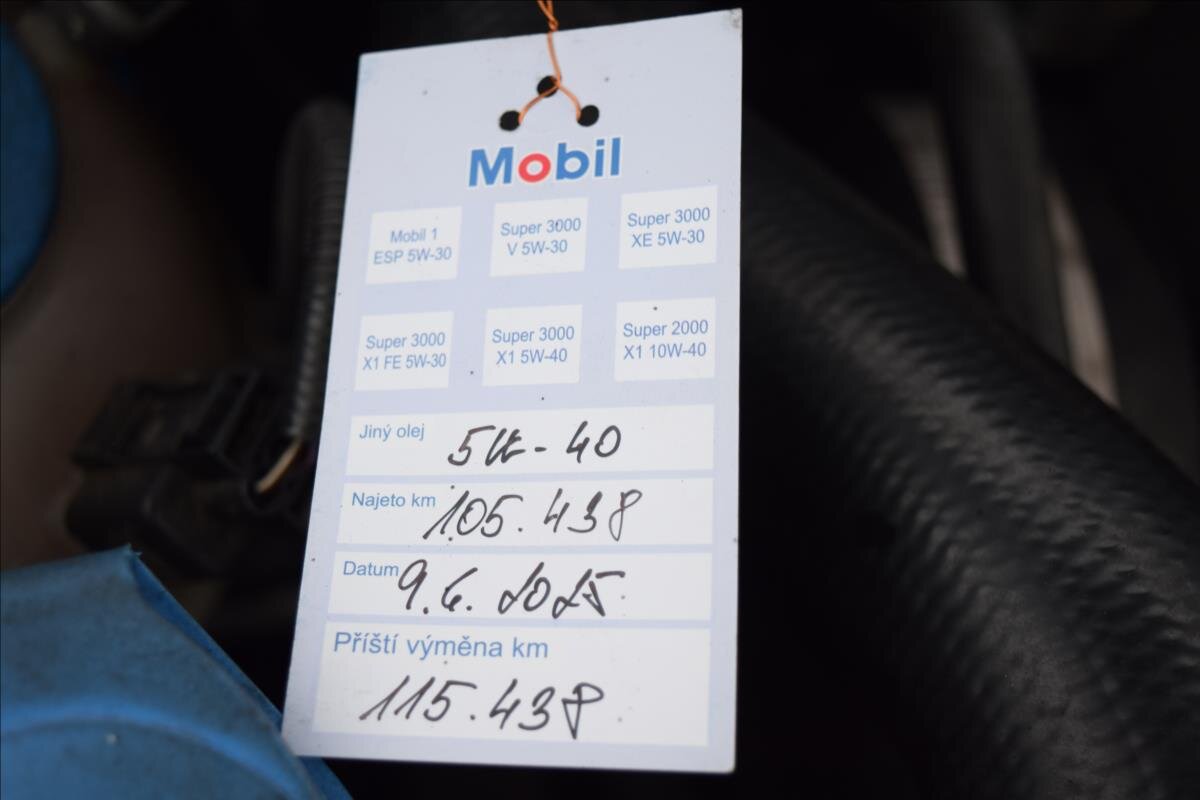 Mobil
Mobil 1
ESP 5W-30
Super 3000
V 5W-30
Super 3000
XE 5W-30
Super 3000
X1 FE 5W-30
Super 3000
X1 5W-40
Super 2000
X1 10W-40
Jiný olej 5W-40
Najeto km 105.438
Datum 9.6.2025
Příští výměna km
115.438